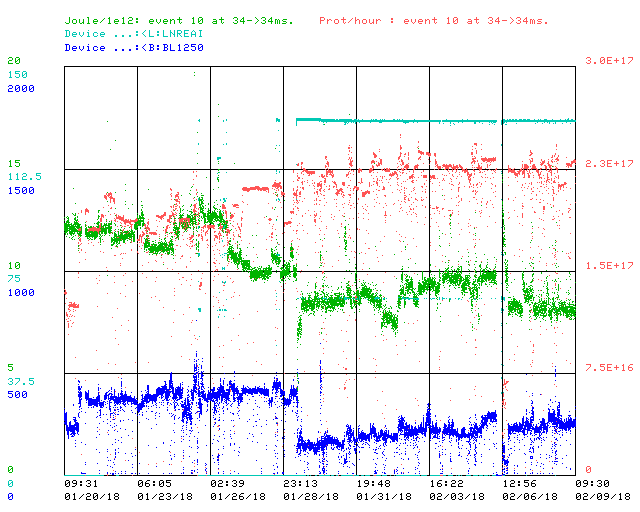 Joule/1e12: event 10 at 34->34ms.    Prot/hour : event 10 at 34->34ms.
Device ...:<L:LNREAI
Device ...:<B:BL1250
20 3.0E+17
150
2000
15 2.3E+17
112.5
1500
10 1.5E+17
75
1000
5 7.5E+16
37.5
500
0 0
0
0
09:31 06:05 02:39 23:13 19:48 16:22 12:56 09:30
01/20/18 01/23/18 01/26/18 01/28/18 01/31/18 02/03/18 02/06/18 02/09/18